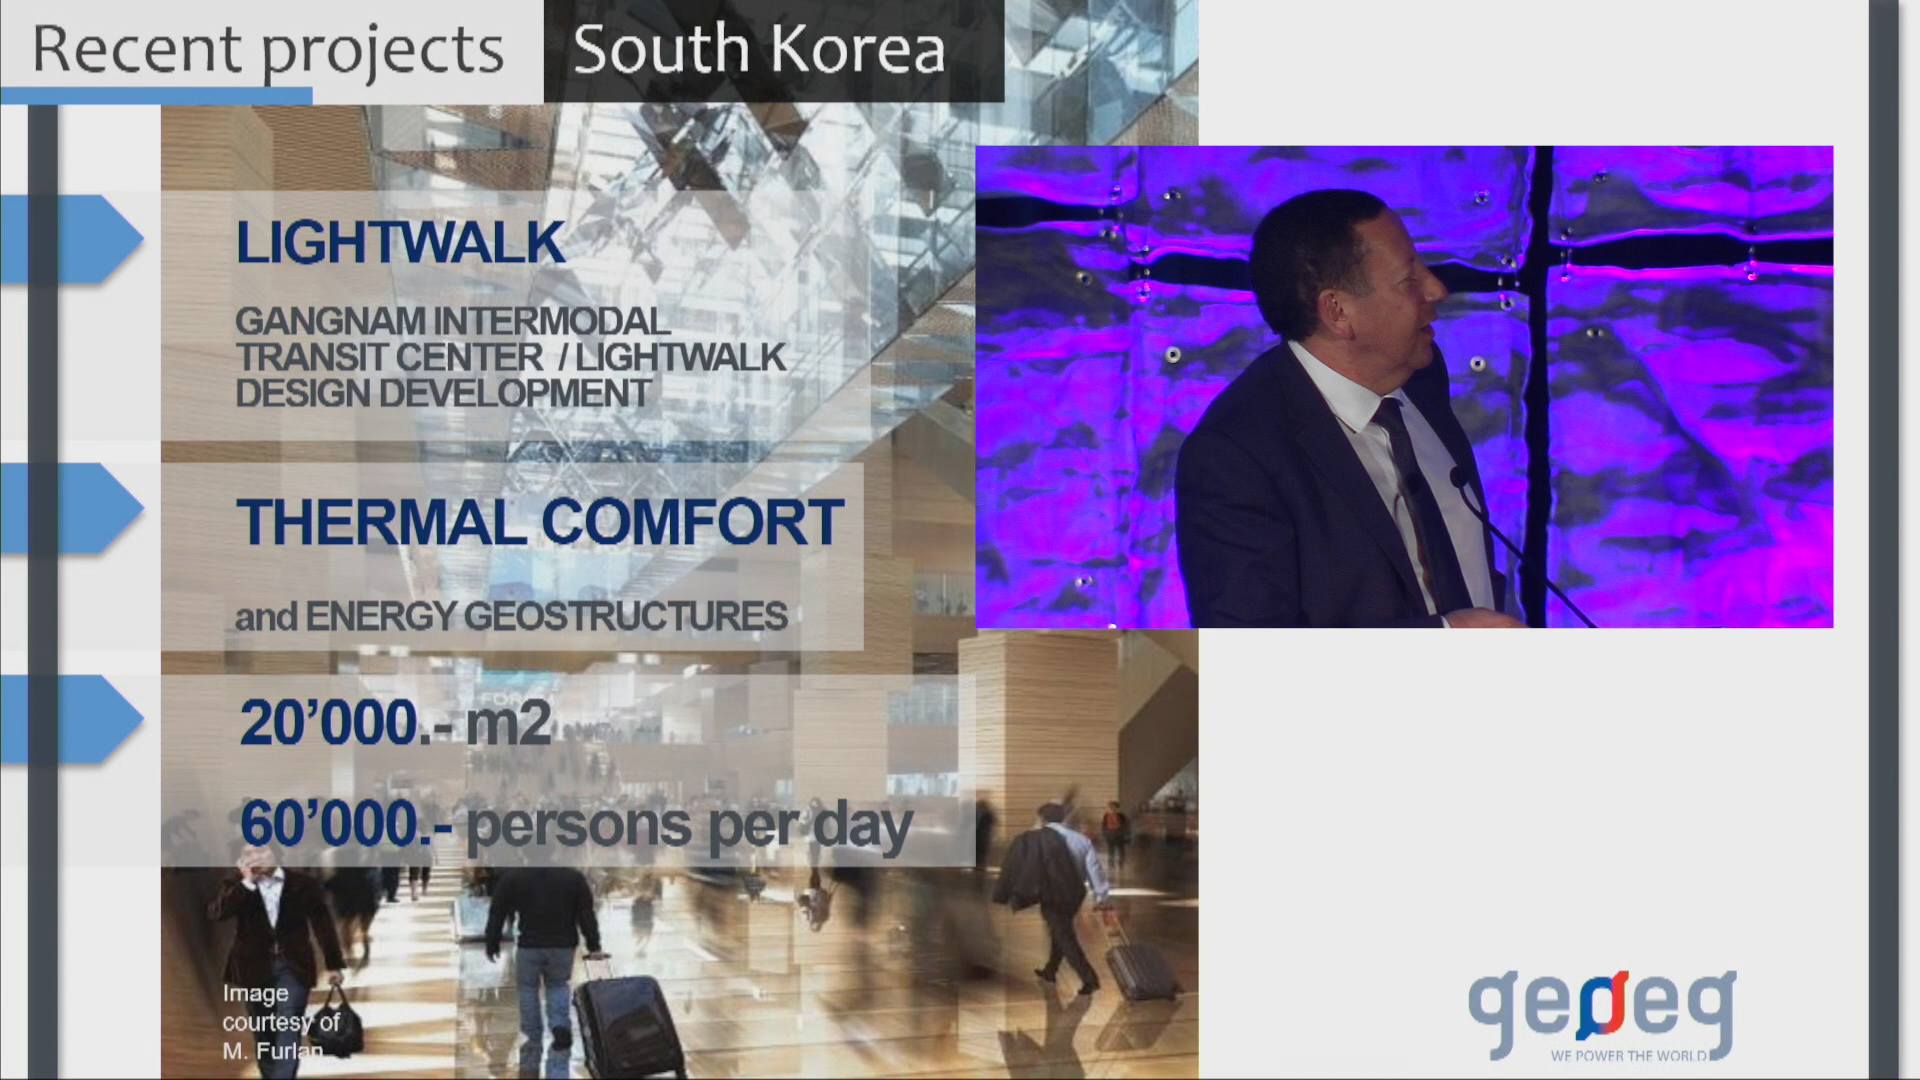 Recent projects
South Korea
LIGHTWALK
GANGNAM INTERMODAL
TRANSIT CENTER / LIGHTWALK
DESIGN DEVELOPMENT
THERMAL COMFORT
and ENERGY GEOSTRUCTURES
20’000.- m2
60’000.- persons per day
Image
courtesy of
M. Furlan
geoeg
WE POWER THE WORLD